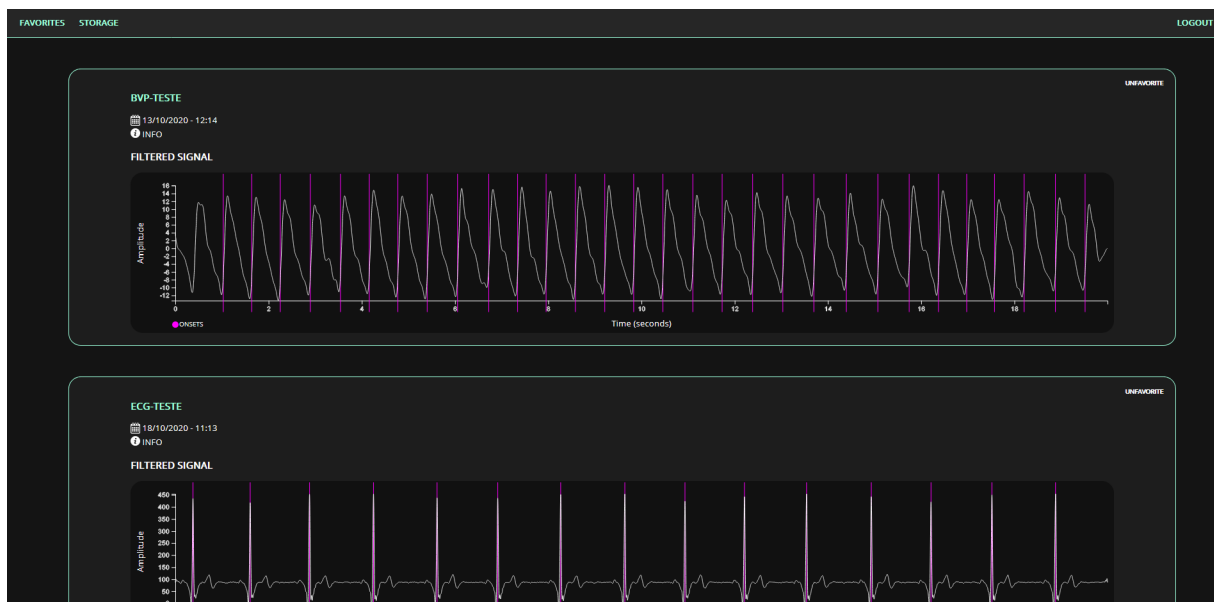 FAVORITES STORAGE LOGOUT
UNFAVORITE
BVP-TESTE
13/10/2020 - 12:14
INFO
FILTERED SIGNAL
16
14
12
10
8
6
4
2
0
-2
-4
-6
-8
-10
-12
Amplitude
0 2 4 6 8 10 12 14 16 18
ONSETS
Time (seconds)
UNFAVORITE
ECG-TESTE
18/10/2020 - 11:13
INFO
FILTERED SIGNAL
450
400
350
300
250
200
150
100
50
Amplitude